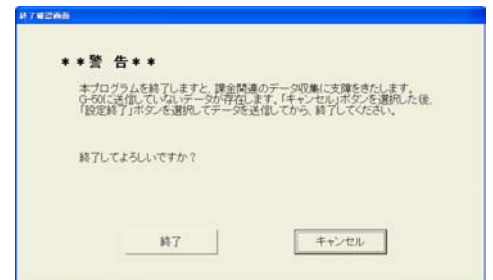 終了確認画面
**警 告**
本プログラムを終了しますと、課金関連のデータ収集に支障をきたします。
G-50に送信していないデータが存在します。「キャンセル」ボタンを選択した後、
「設定終了」ボタンを選択してデータを送信してから、終了してください。
終了してよろしいですか?
終了
キャンセル